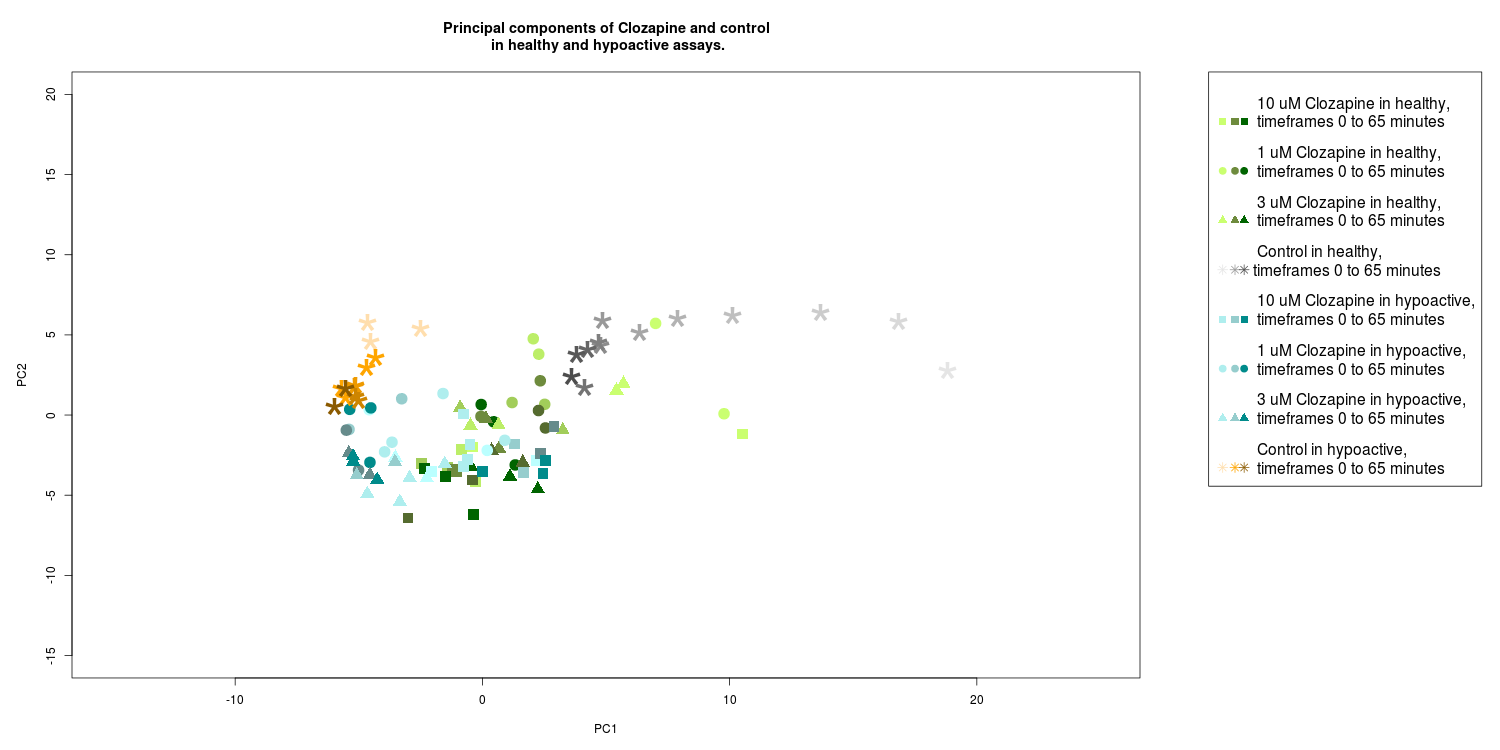 Principal components of Clozapine and control
in healthy and hypoactive assays.
20
15
10
5
0
-5
-10
-15
PC2
-10
0
10
20
PC1
10 uM Clozapine in healthy,
timeframes 0 to 65 minutes
1 uM Clozapine in healthy,
timeframes 0 to 65 minutes
3 uM Clozapine in healthy,
timeframes 0 to 65 minutes
Control in healthy,
timeframes 0 to 65 minutes
10 uM Clozapine in hypoactive,
timeframes 0 to 65 minutes
1 uM Clozapine in hypoactive,
timeframes 0 to 65 minutes
3 uM Clozapine in hypoactive,
timeframes 0 to 65 minutes
Control in hypoactive,
timeframes 0 to 65 minutes